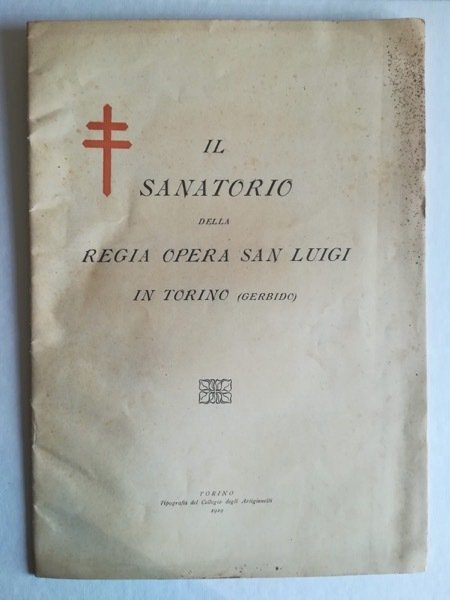 IL
SANATORIO
DELLA
REGIA OPERA SAN LUIGI
IN TORINO (GERBIDO)
TORINO
Tipografia del Collegio degli Artigianelli